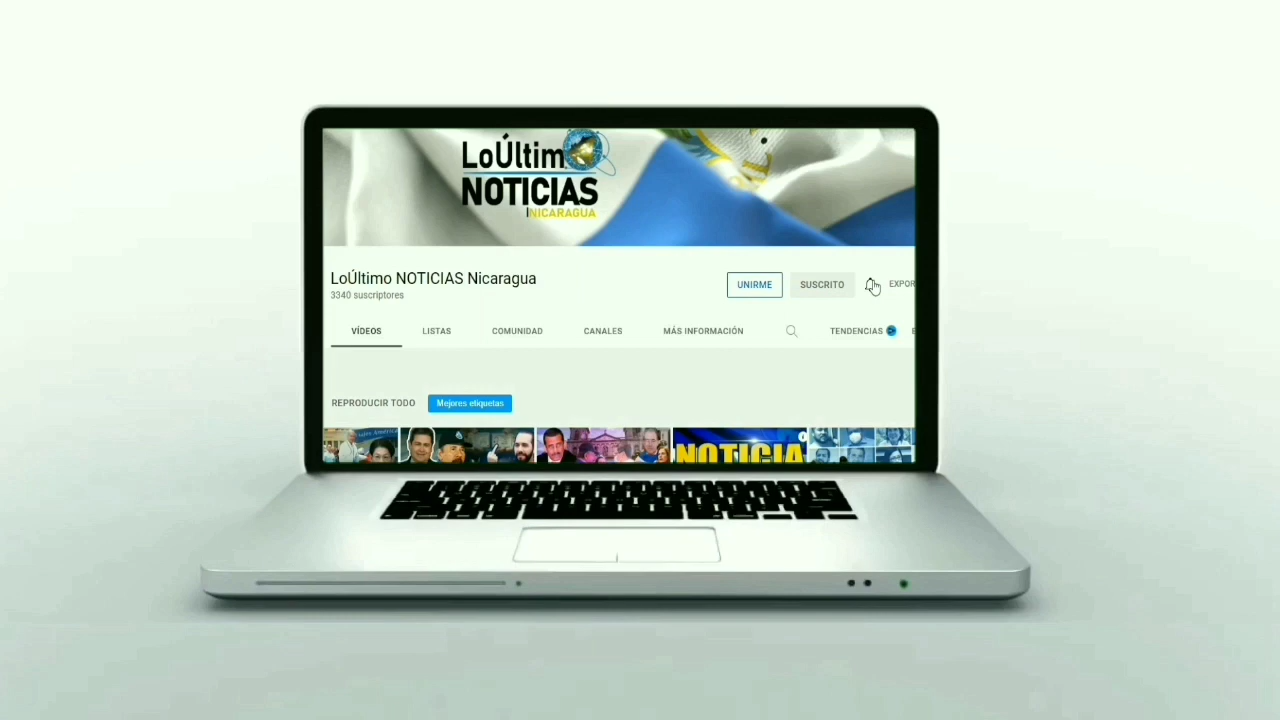 LoÚltimo
NOTICIAS
NICARAGUA
LoÚltimo NOTICIAS Nicaragua
3340 suscriptores
UNIRME
SUSCRITO
EXPOR
VÍDEOS
LISTAS
COMUNIDAD
CANALES
MÁS INFORMACIÓN
TENDENCIAS
REPRODUCIR TODO
Mejores etiquetas
NOTICIA